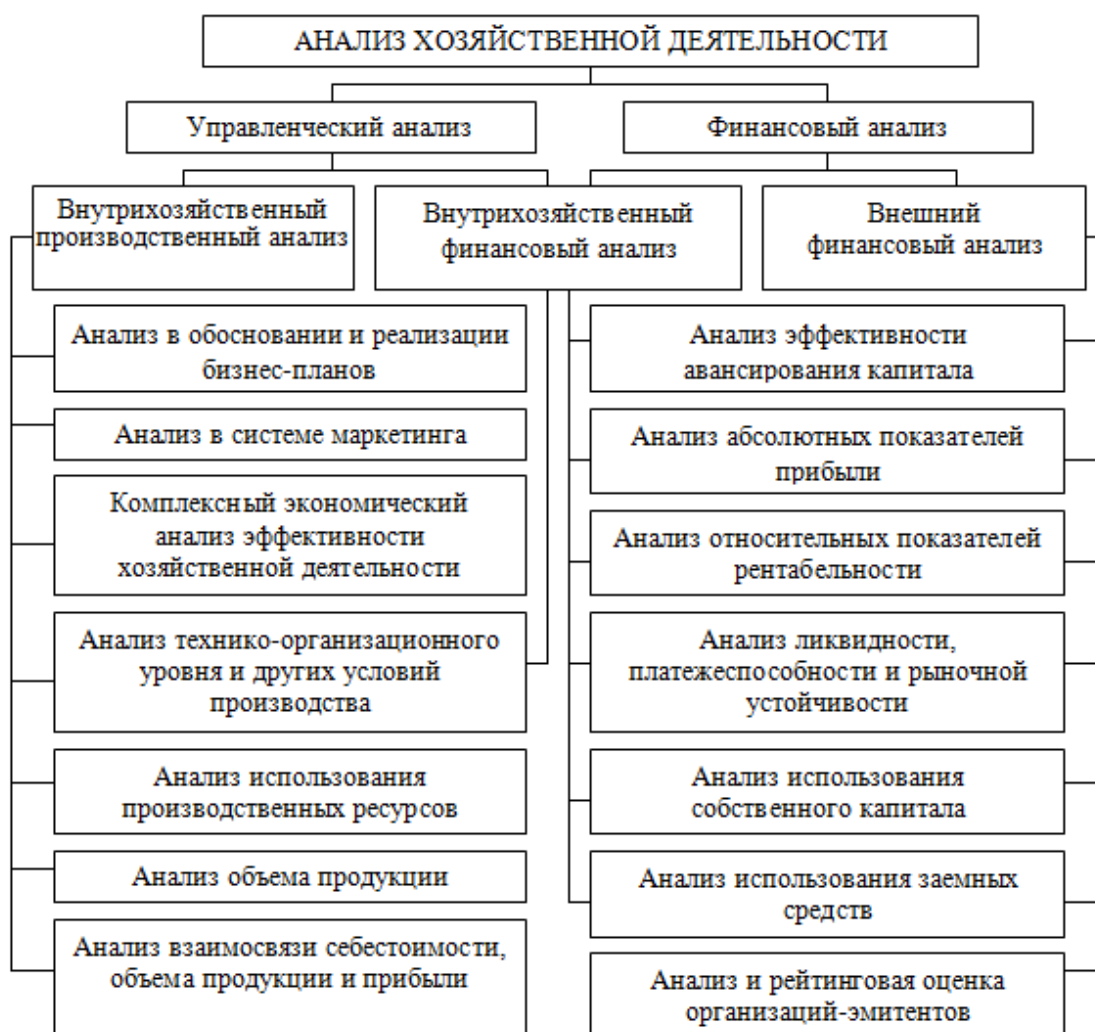 АНАЛИЗ ХОЗЯЙСТВЕННОЙ ДЕЯТЕЛЬНОСТИ
Управленческий анализ
Финансовый анализ
Внутрихозяйственный
производственный анализ
Внутрихозяйственный
финансовый анализ
Внешний
финансовый анализ
Анализ в обосновании и реализации
бизнес-планов
Анализ в системе маркетинга
Комплексный экономический
анализ эффективности
хозяйственной деятельности
Анализ технико-организационного
уровня и других условий
производства
Анализ использования
производственных ресурсов
Анализ объема продукции
Анализ взаимосвязи себестоимости,
объема продукции и прибыли
Анализ эффективности
авансирования капитала
Анализ абсолютных показателей
прибыли
Анализ относительных показателей
рентабельности
Анализ ликвидности,
платежеспособности и рыночной
устойчивости
Анализ использования
собственного капитала
Анализ использования заемных
средств
Анализ и рейтинговая оценка
организаций-эмитентов